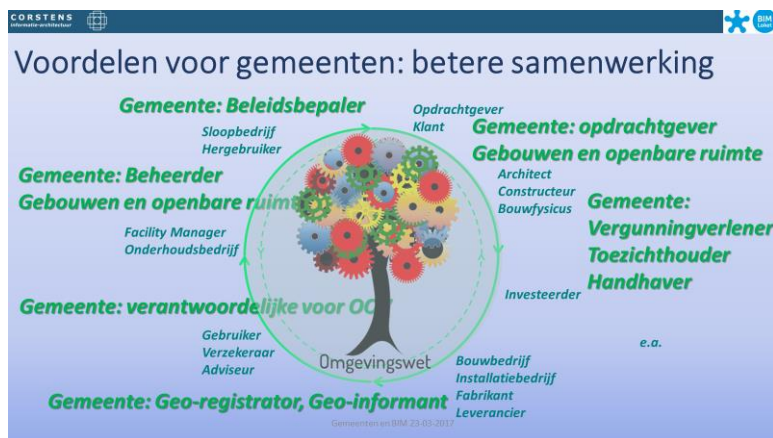 CORSTENS
informatie-architectuur
BIM
Loket
Voordelen voor gemeenten: betere samenwerking
Gemeente: Beleidsbepaler
Opdrachtgever
Klant
Sloopbedrijf
Hergebruiker
Gemeente: opdrachtgever
Gebouwen en openbare ruimte
Gemeente: Beheerder
Gebouwen en openbare ruimte
Architect
Constructeur
Bouwfysicus
Gemeente:
Vergunningverlener
Toezichthouder
Handhaver
Facility Manager
Onderhoudsbedrijf
Investeerder
Gemeente: verantwoordelijke voor
Gebruiker
Verzekeraar
Adviseur
e.a.
Omgevingswet
Bouwbedrijf
Installatiebedrijf
Fabrikant
Leverancier
Gemeente: Geo-registrator, Geo-informant
Gemeenten en BIM 23-03-2017